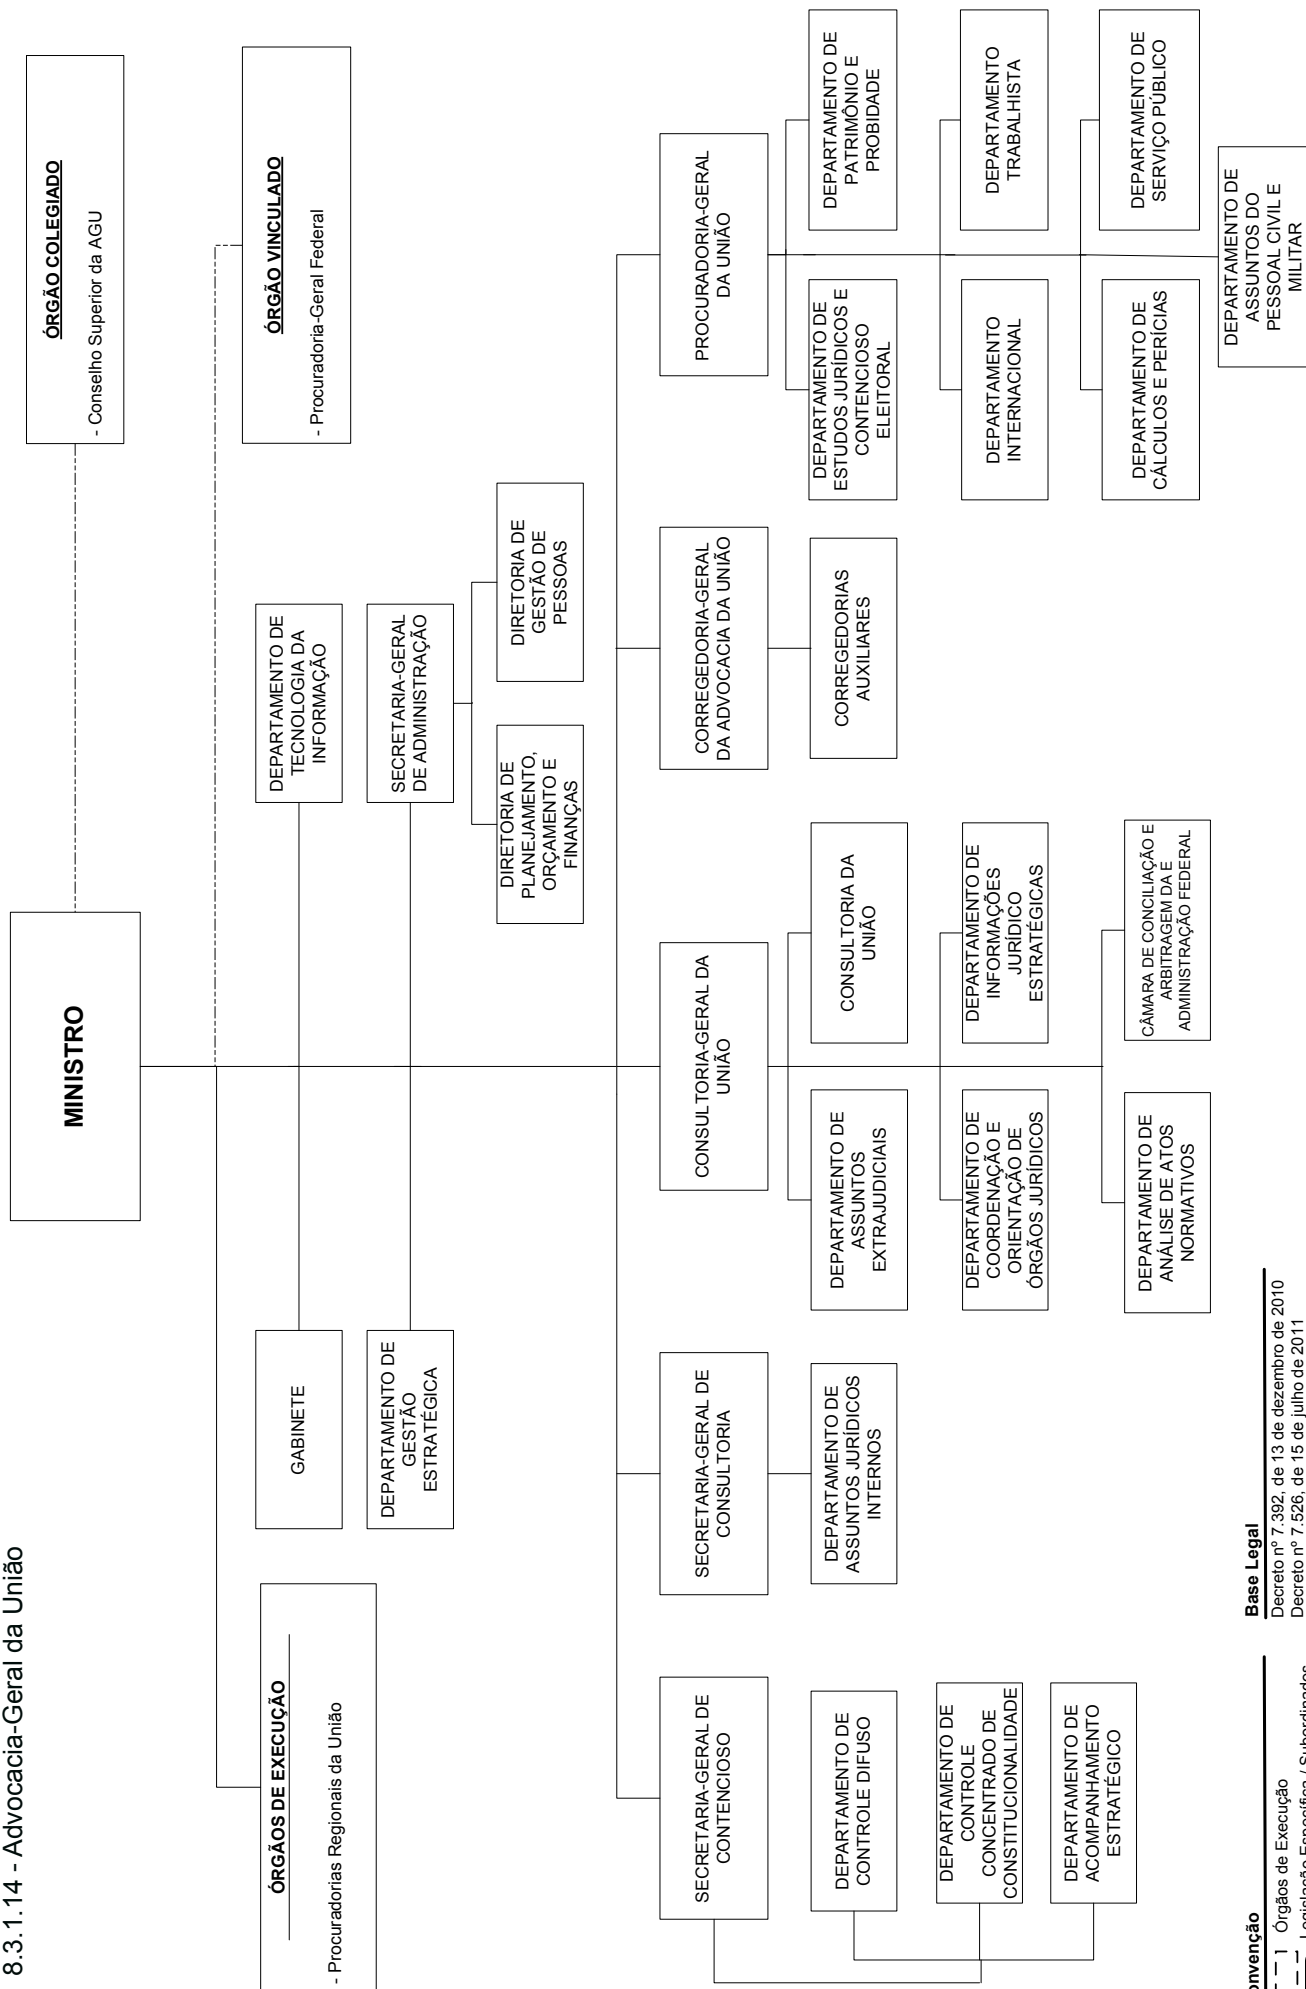 8.3.1.14 - Advocacia-Geral da União
MINISTRO
ÓRGÃO COLEGIADO
- Conselho Superior da AGU
ÓRGÃO VINCULADO
- Procuradoria-Geral Federal
ÓRGÃOS DE EXECUÇÃO
- Procuradorias Regionais da União
GABINETE
DEPARTAMENTO DE
TECNOLOGIA DA
INFORMAÇÃO
DEPARTAMENTO DE
GESTÃO
ESTRATÉGICA
SECRETARIA-GERAL
DE ADMINISTRAÇÃO
DIRETORIA DE
PLANEJAMENTO,
ORÇAMENTO E
FINANÇAS
DIRETORIA DE
GESTÃO DE
PESSOAS
SECRETARIA-GERAL DE
CONTENCIOSO
SECRETARIA-GERAL DE
CONSULTORIA
CONSULTORIA-GERAL DA
UNIÃO
CORREGEDORIA-GERAL
DA ADVOCACIA DA UNIÃO
PROCURADORIA-GERAL
DA UNIÃO
DEPARTAMENTO DE
CONTROLE DIFUSO
DEPARTAMENTO DE
CONTROLE
CONCENTRADO DE
CONSTITUCIONALIDADE
DEPARTAMENTO DE
ACOMPANHAMENTO
ESTRATÉGICO
DEPARTAMENTO DE
ASSUNTOS JURÍDICOS
INTERNOS
DEPARTAMENTO DE
ASSUNTOS
EXTRAJUDICIAIS
CONSULTORIA DA
UNIÃO
DEPARTAMENTO DE
COORDENAÇÃO E
ORIENTAÇÃO DE
ÓRGÃOS JURÍDICOS
DEPARTAMENTO DE
INFORMAÇÕES
JURÍDICO
ESTRATÉGICAS
DEPARTAMENTO DE
ANÁLISE DE ATOS
NORMATIVOS
CÂMARA DE CONCILIAÇÃO E
ARBITRAGEM DA E
ADMINISTRAÇÃO FEDERAL
CORREGEDORIAS
AUXILIARES
DEPARTAMENTO DE
ESTUDOS JURÍDICOS E
CONTENCIOSO
ELEITORAL
DEPARTAMENTO DE
PATRIMÔNIO E
PROBIDADE
DEPARTAMENTO
INTERNACIONAL
DEPARTAMENTO
TRABALHISTA
DEPARTAMENTO DE
CÁLCULOS E PERÍCIAS
DEPARTAMENTO DE
SERVIÇO PÚBLICO
DEPARTAMENTO DE
ASSUNTOS DO
PESSOAL CIVIL E
MILITAR
nvenção
Órgãos de Execução
Legislação Específica / Subordinados
Base Legal
Decreto nº 7.392, de 13 de dezembro de 2010
Decreto nº 7.526, de 15 de julho de 2011